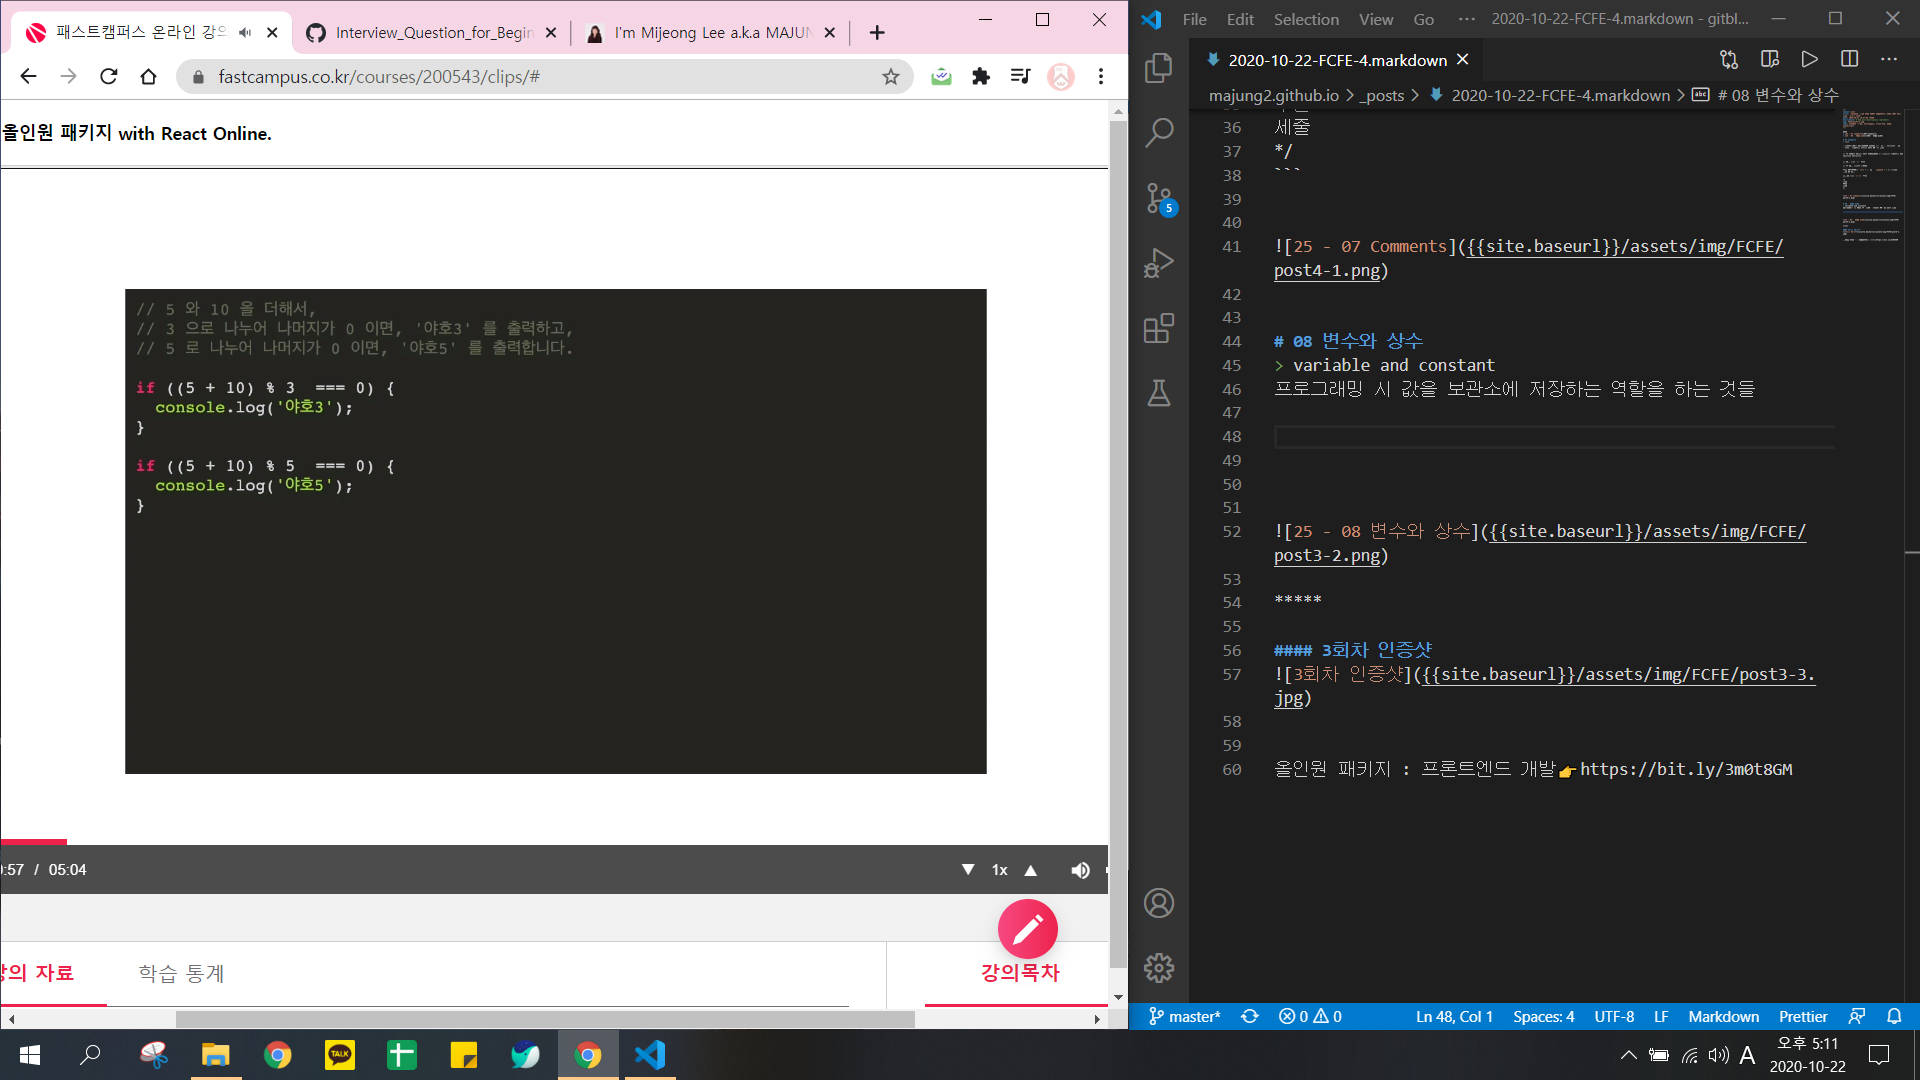 패스트캠퍼스 온라인 강의
Interview_Question_for_Begin
I'm Mijeong Lee a.k.a MAJUN
fastcampus.co.kr/courses/200543/clips/#
올인원 패키지 with React Online.
// 5 와 10 을 더해서,
// 3 으로 나누어 나머지가 0 이면, '야호3' 를 출력하고,
// 5 로 나누어 나머지가 0 이면, '야호5' 를 출력합니다.
if ((5 + 10) % 3  === 0) {
  console.log('야호3');
}
if ((5 + 10) % 5  === 0) {
  console.log('야호5');
}
:57 / 05:04
1x
강의 자료
학습 통계
강의목차
File Edit Selection View Go ··· 2020-10-22-FCFE-4.markdown - gitbl...
2020-10-22-FCFE-4.markdown
majung2.github.io > _posts > 2020-10-22-FCFE-4.markdown > # 08 변수와 상수
36 세줄
37 */
38 ```
39
40
41 ![25 - 07 Comments]({{site.baseurl}}/assets/img/FCFE/
post4-1.png)
42
43
44 # 08 변수와 상수
45 > variable and constant
46 프로그래밍 시 값을 보관소에 저장하는 역할을 하는 것들
47
48
49
50
51
52 ![25 - 08 변수와 상수]({{site.baseurl}}/assets/img/FCFE/
post3-2.png)
53
54 *****
55
56 #### 3회차 인증샷
57 ![3회차 인증샷]({{site.baseurl}}/assets/img/FCFE/post3-3.
jpg)
58
59
60 올인원 패키지 : 프론트엔드 개발👉https://bit.ly/3m0t8GM
5
master* 0 0 Ln 48, Col 1 Spaces: 4 UTF-8 LF Markdown Prettier
TALK
A
오후 5:11
2020-10-22